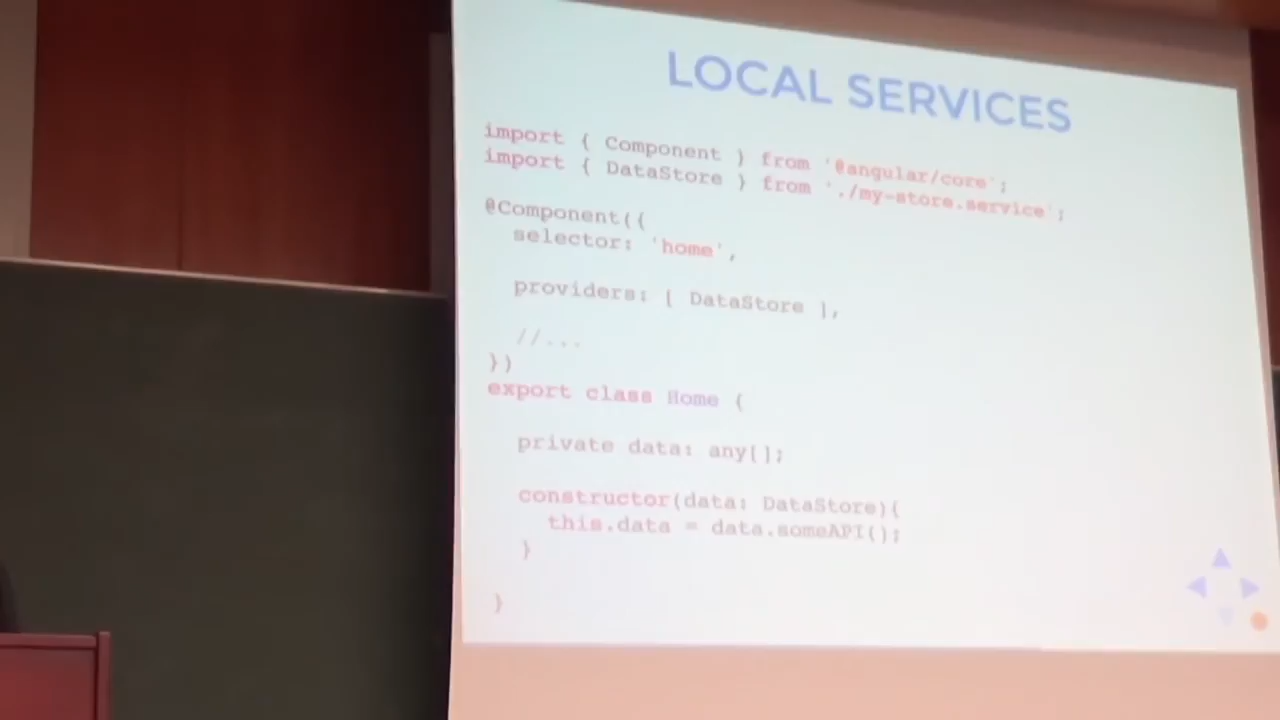 LOCAL SERVICES
import { Component } from '@angular/core';
import { DataStore } from './my-store.service';
@Component({
selector: 'home',
providers: [ DataStore ],
//...
})
export class Home {
private data: any[];
constructor(data: DataStore){
this.data = data.someAPI();
}
}